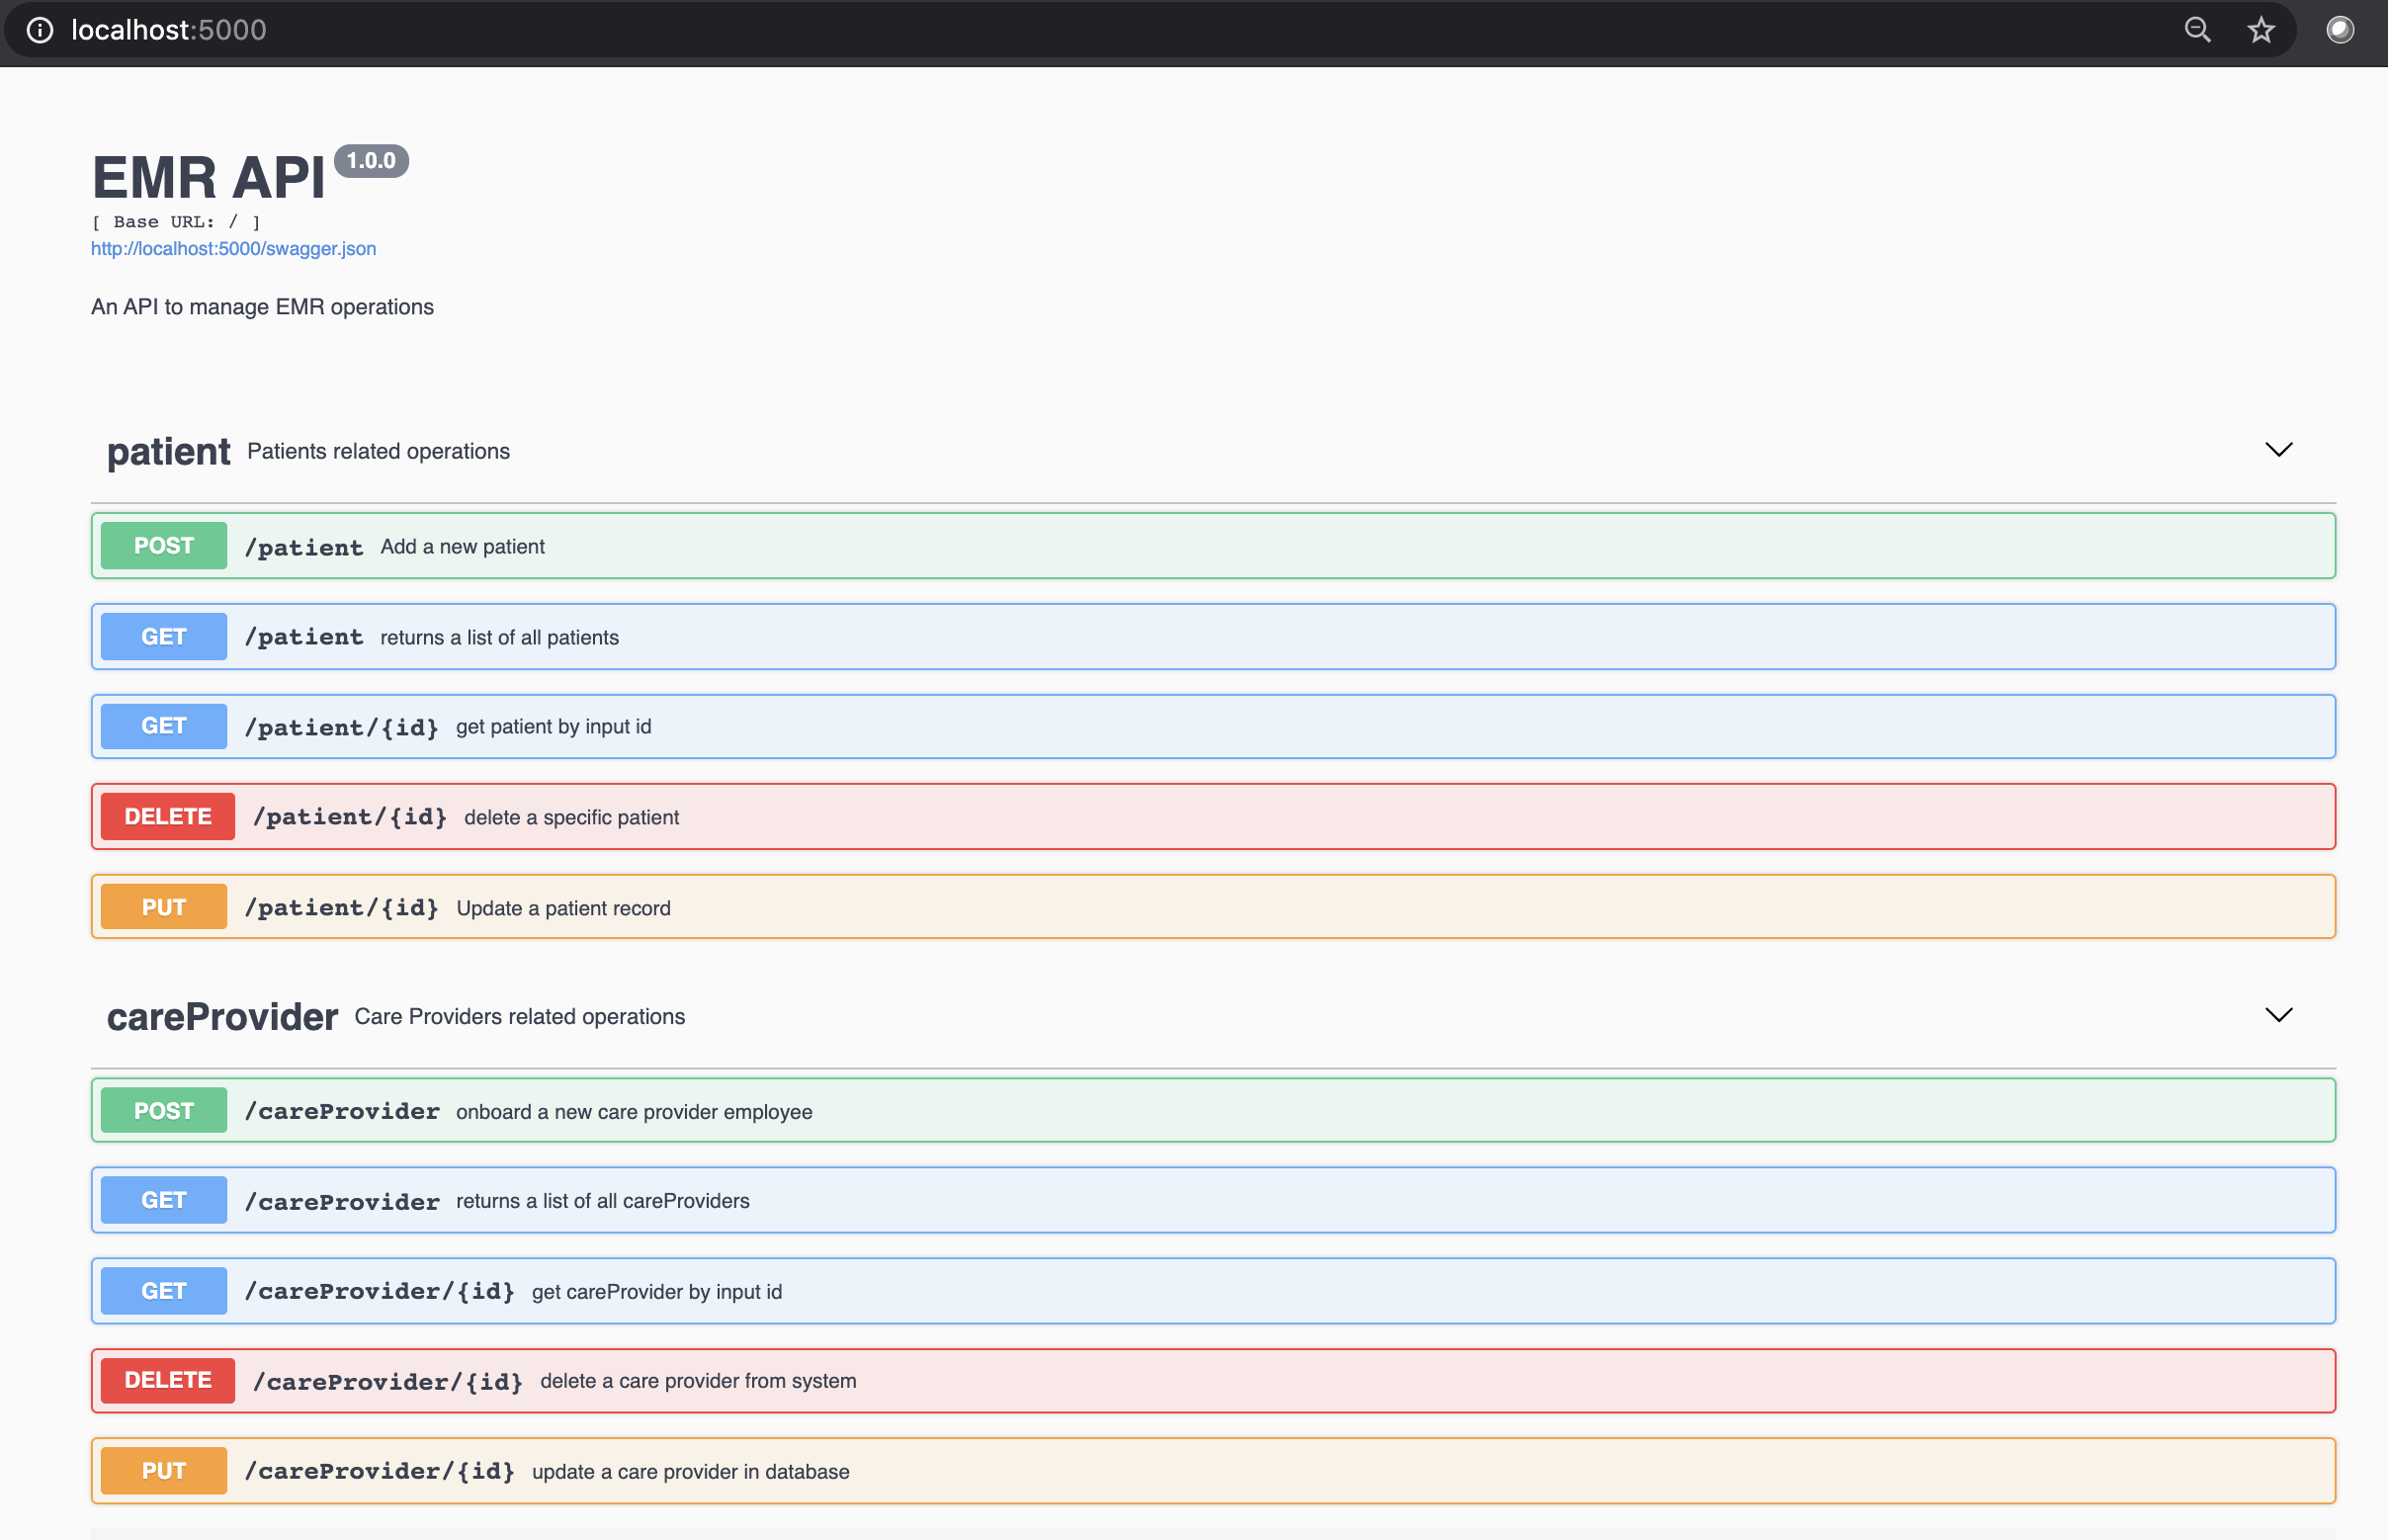 localhost:5000
EMR API 1.0.0
[ Base URL: / ]
http://localhost:5000/swagger.json
An API to manage EMR operations
patient Patients related operations
POST /patient Add a new patient
GET /patient returns a list of all patients
GET /patient/{id} get patient by input id
DELETE /patient/{id} delete a specific patient
PUT /patient/{id} Update a patient record
careProvider Care Providers related operations
POST /careProvider onboard a new care provider employee
GET /careProvider returns a list of all careProviders
GET /careProvider/{id} get careProvider by input id
DELETE /careProvider/{id} delete a care provider from system
PUT /careProvider/{id} update a care provider in database